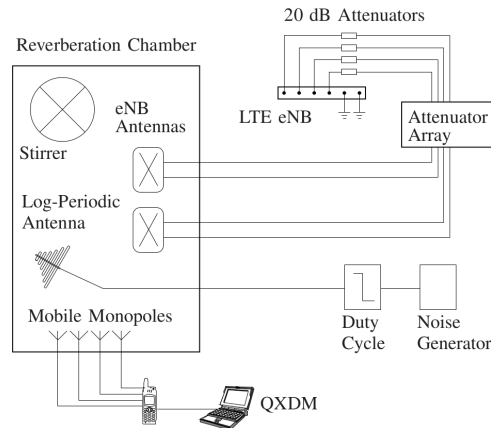 20 dB Attenuators
Reverberation Chamber
eNB
Antennas
LTE eNB
Attenuator
Array
Stirrer
Log-Periodic
Antenna
Mobile Monopoles
Duty
Cycle
Noise
Generator
QXDM